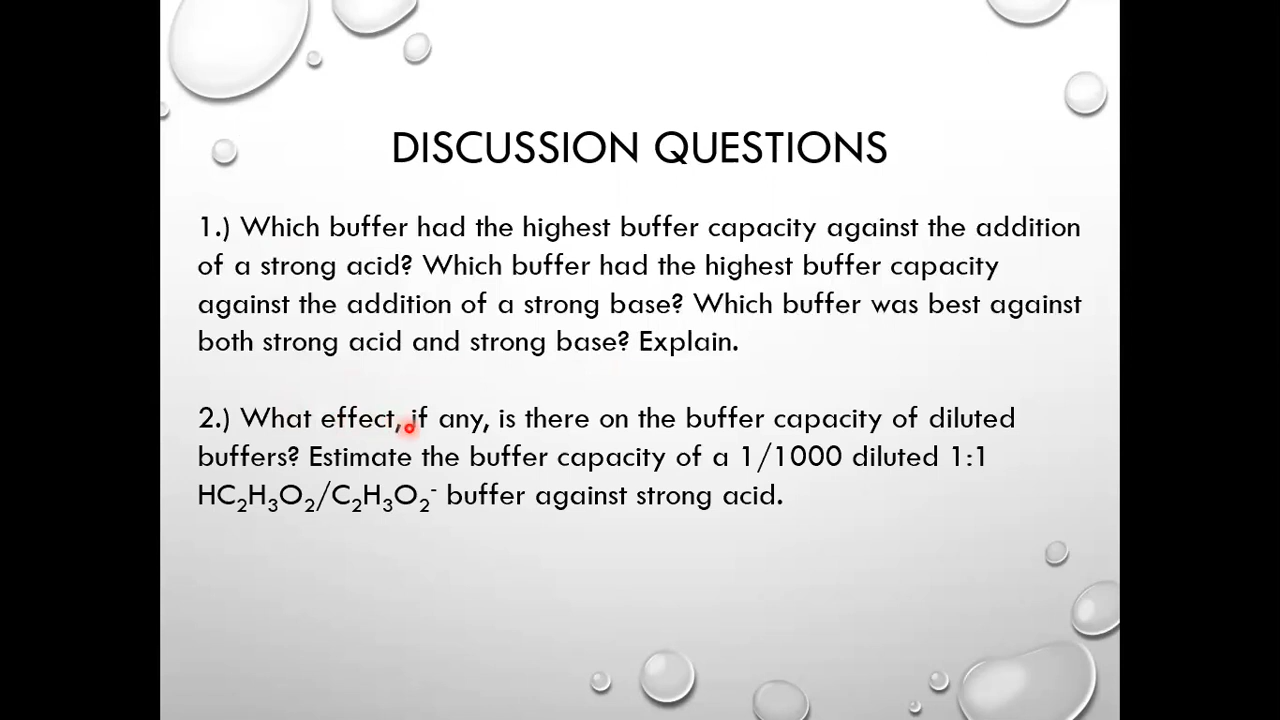 DISCUSSION QUESTIONS
1.) Which buffer had the highest buffer capacity against the addition
of a strong acid? Which buffer had the highest buffer capacity
against the addition of a strong base? Which buffer was best against
both strong acid and strong base? Explain.
2.) What effect, if any, is there on the buffer capacity of diluted
buffers? Estimate the buffer capacity of a 1/1000 diluted 1:1
HC₂H₃O₂/C₂H₃O₂⁻ buffer against strong acid.